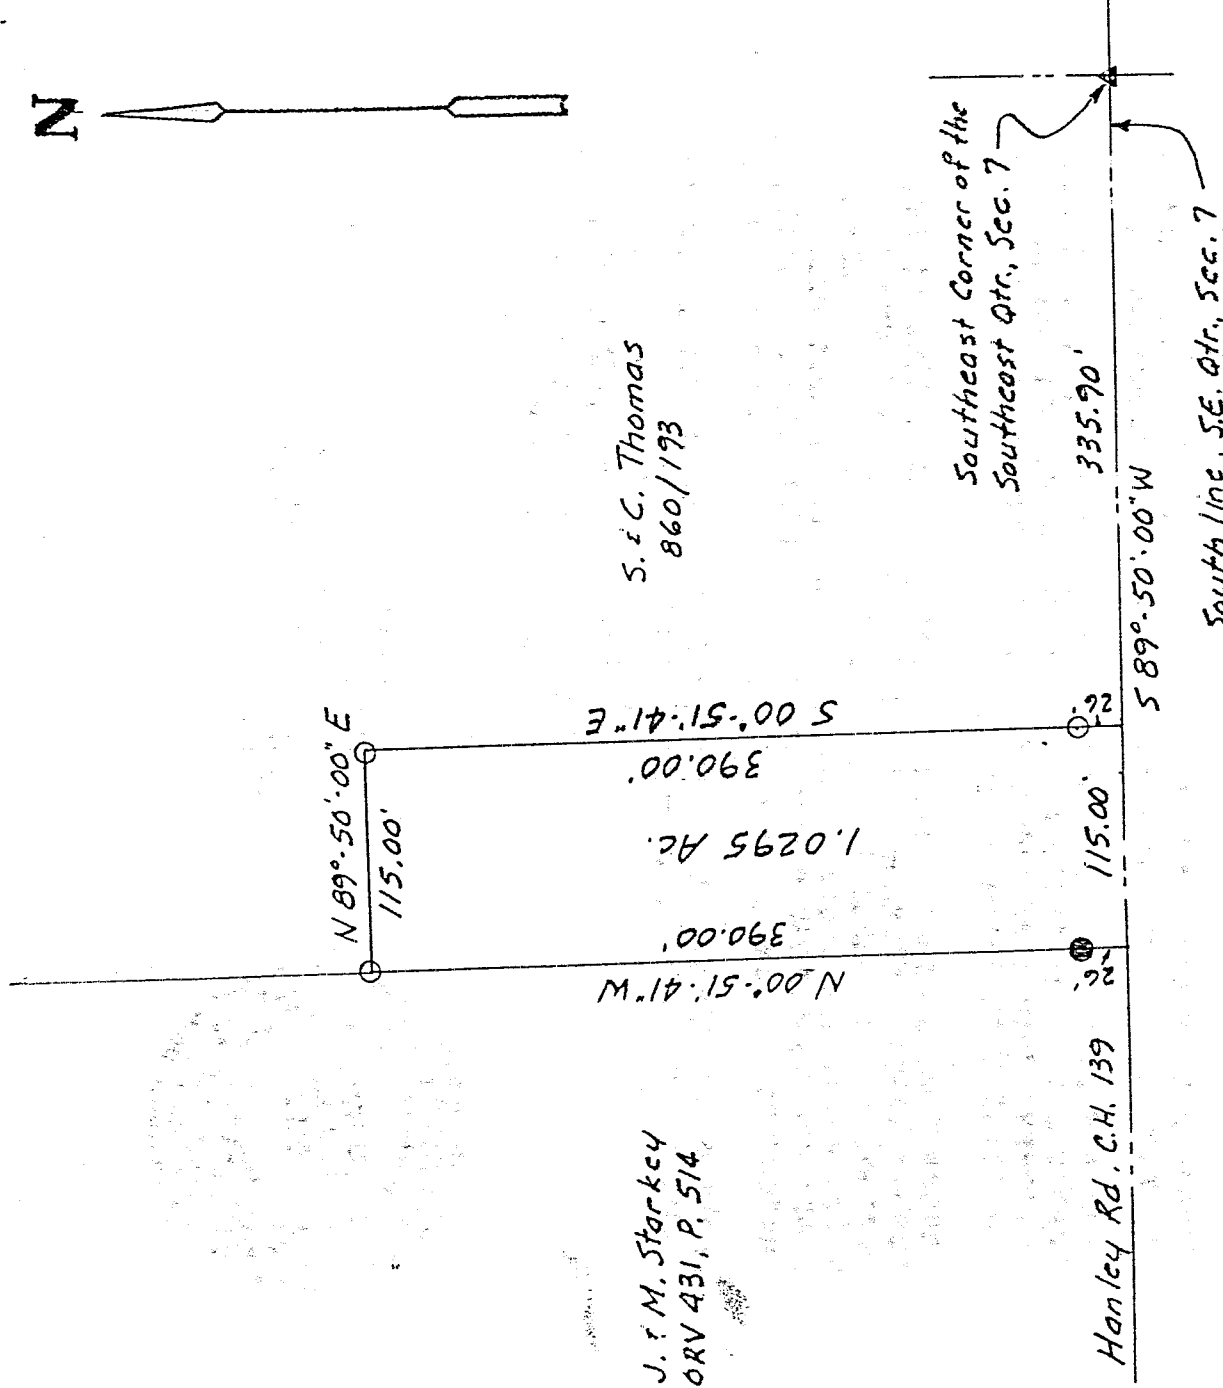 N
Southeast Corner of the
Southeast Qtr., Sec. 7
S. & C. Thomas
860/193
335.90'
S 89°-50'-00" W
South line, S.E. Qtr., Sec. 7
N 89°-50'-00" E
115.00'
S 00°-51'-41" E
390.00'
1.0295 Ac.
390.00'
N 00°-51'-41" W
26'
115.00'
26'
J. & M. Starkey
ORV 431, P. 514
Hanley Rd. C.H. 139